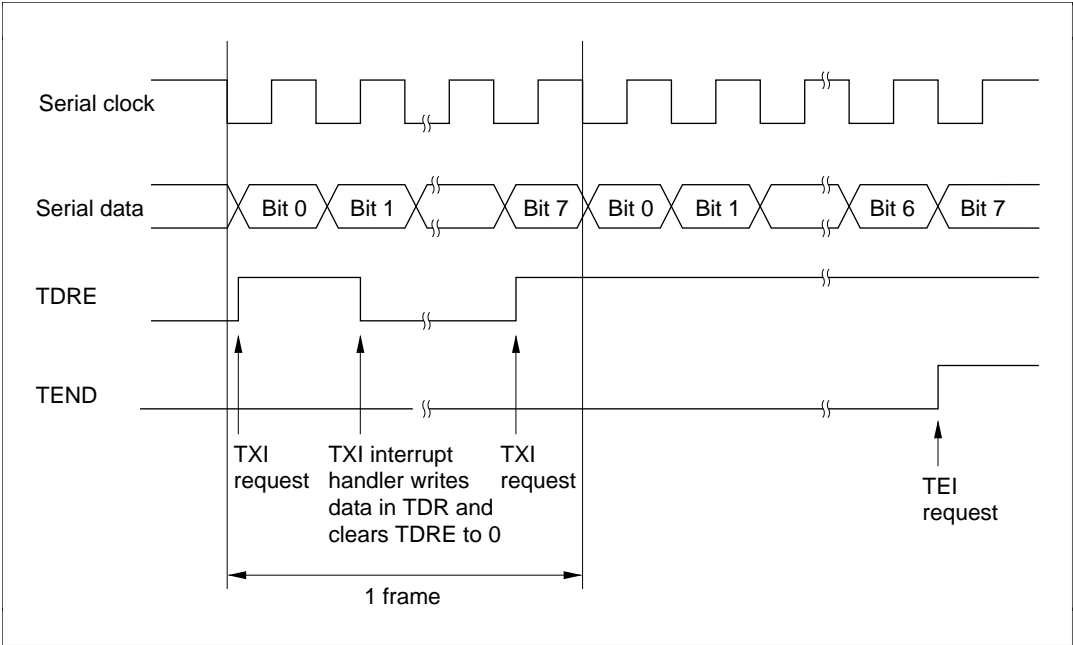 Serial clock
Serial data
Bit 0
Bit 1
Bit 7
Bit 0
Bit 1
Bit 6
Bit 7
TDRE
TEND
TXI
request
TXI interrupt
handler writes
data in TDR and
clears TDRE to 0
TXI
request
TEI
request
1 frame